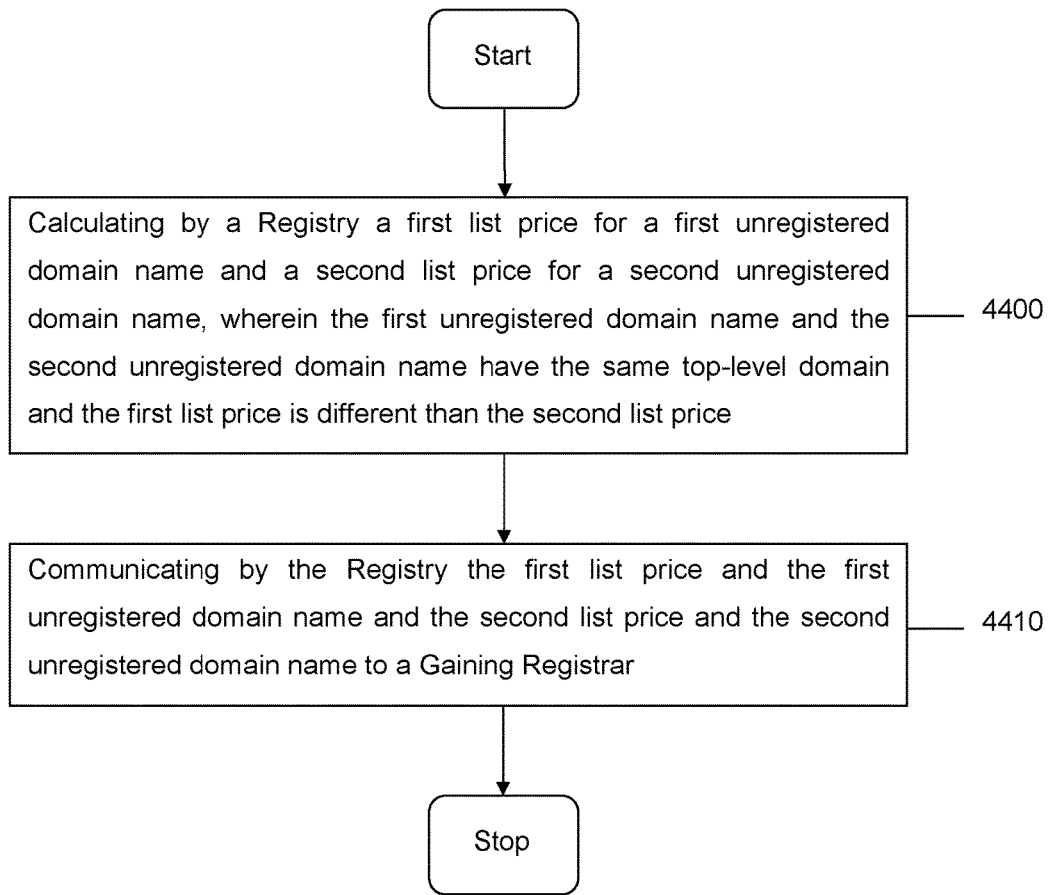 Start
Calculating by a Registry a first list price for a first unregistered
domain name and a second list price for a second unregistered
domain name, wherein the first unregistered domain name and the
second unregistered domain name have the same top-level domain
and the first list price is different than the second list price
4400
Communicating by the Registry the first list price and the first
unregistered domain name and the second list price and the second
unregistered domain name to a Gaining Registrar
4410
Stop